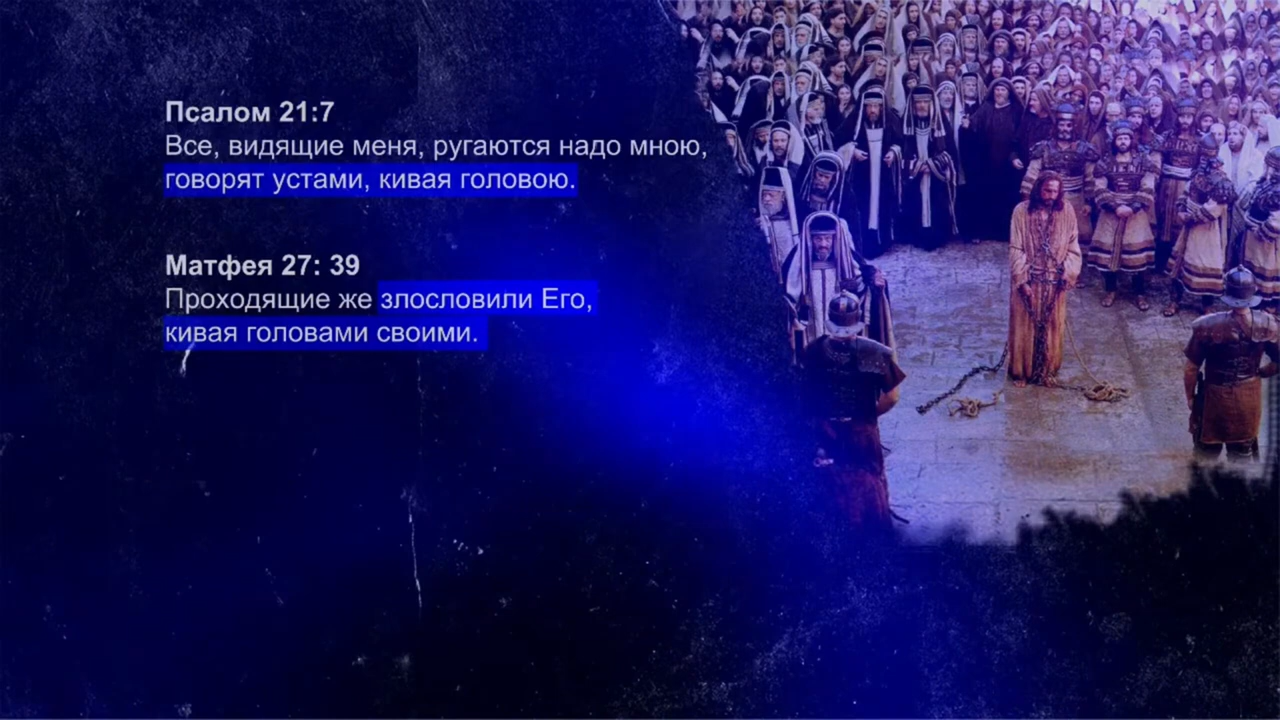 Псалом 21:7
Все, видящие меня, ругаются надо мною,
говорят устами, кивая головою.
Матфея 27: 39
Проходящие же злословили Его,
кивая головами своими.